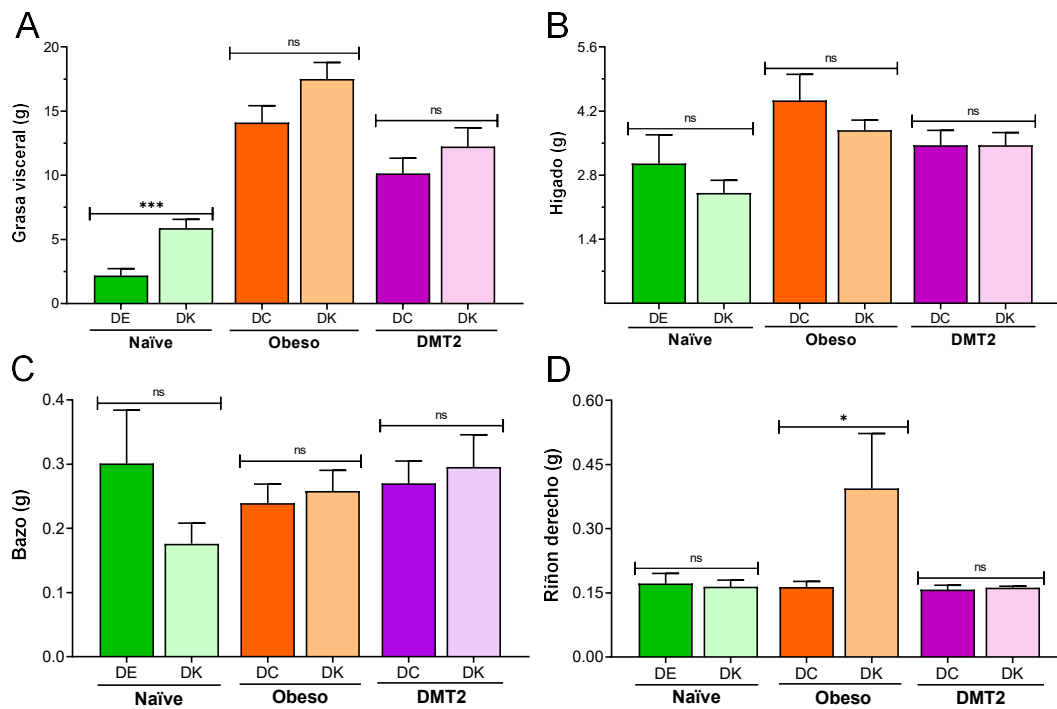 A
Grasa visceral (g)
20
15
10
5
0
***
ns
ns
DE DK DC DK DC DK
Naïve Obeso DMT2
B
Hígado (g)
5.6
4.2
2.8
1.4
ns
ns
ns
DE DK DC DK DC DK
Naïve Obeso DMT2
C
Bazo (g)
0.4
0.3
0.2
0.1
0.0
ns
ns
ns
DE DK DC DK DC DK
Naïve Obeso DMT2
D
Riñon derecho (g)
0.60
0.45
0.30
0.15
0.00
ns
*
ns
DE DK DC DK DC DK
Naïve Obeso DMT2